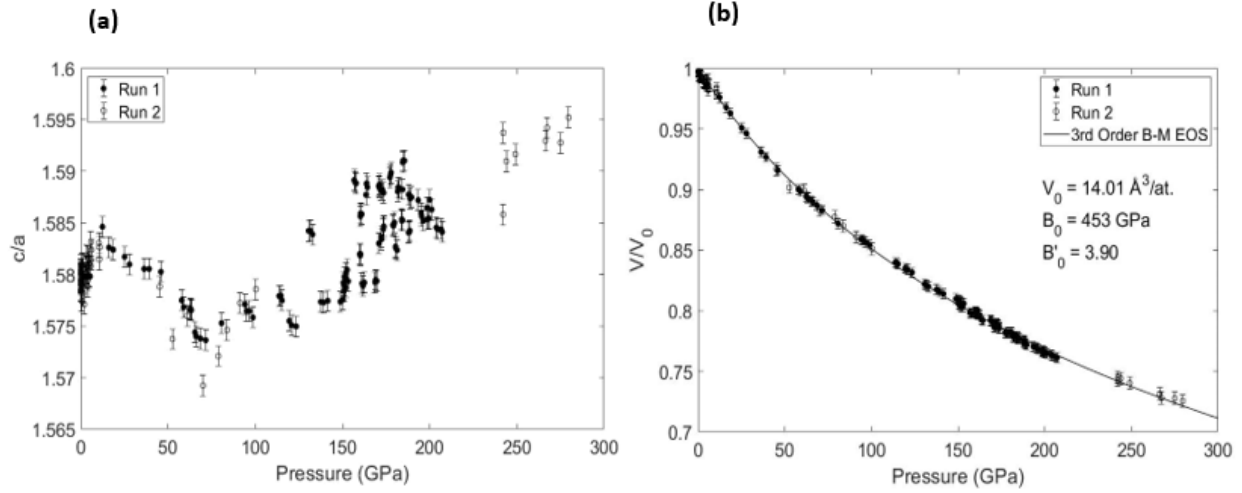 (a)
1.6
1.595
1.59
1.585
1.58
1.575
1.57
1.565
c/a
Run 1
Run 2
0 50 100 150 200 250 300
Pressure (GPa)
(b)
1
0.95
0.9
0.85
0.8
0.75
0.7
V/V₀
Run 1
Run 2
3rd Order B-M EOS
V₀ = 14.01 Å³/at.
B₀ = 453 GPa
B'₀ = 3.90
0 50 100 150 200 250 300
Pressure (GPa)